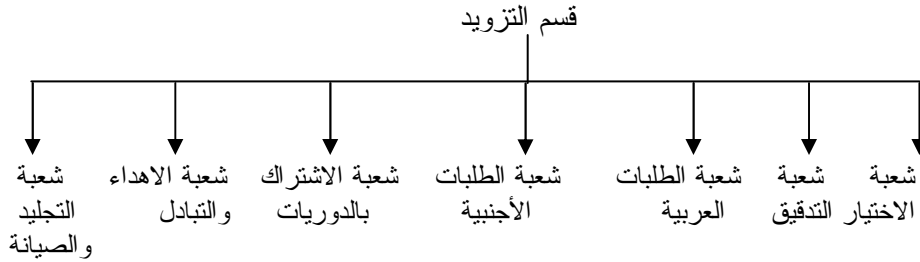 قسم التزويد
شعبة الاختيار
شعبة التدقيق
شعبة الطلبات العربية
شعبة الطلبات الأجنبية
شعبة الاشتراك بالدوريات
شعبة الاهداء والتبادل
شعبة التجليد والصيانة